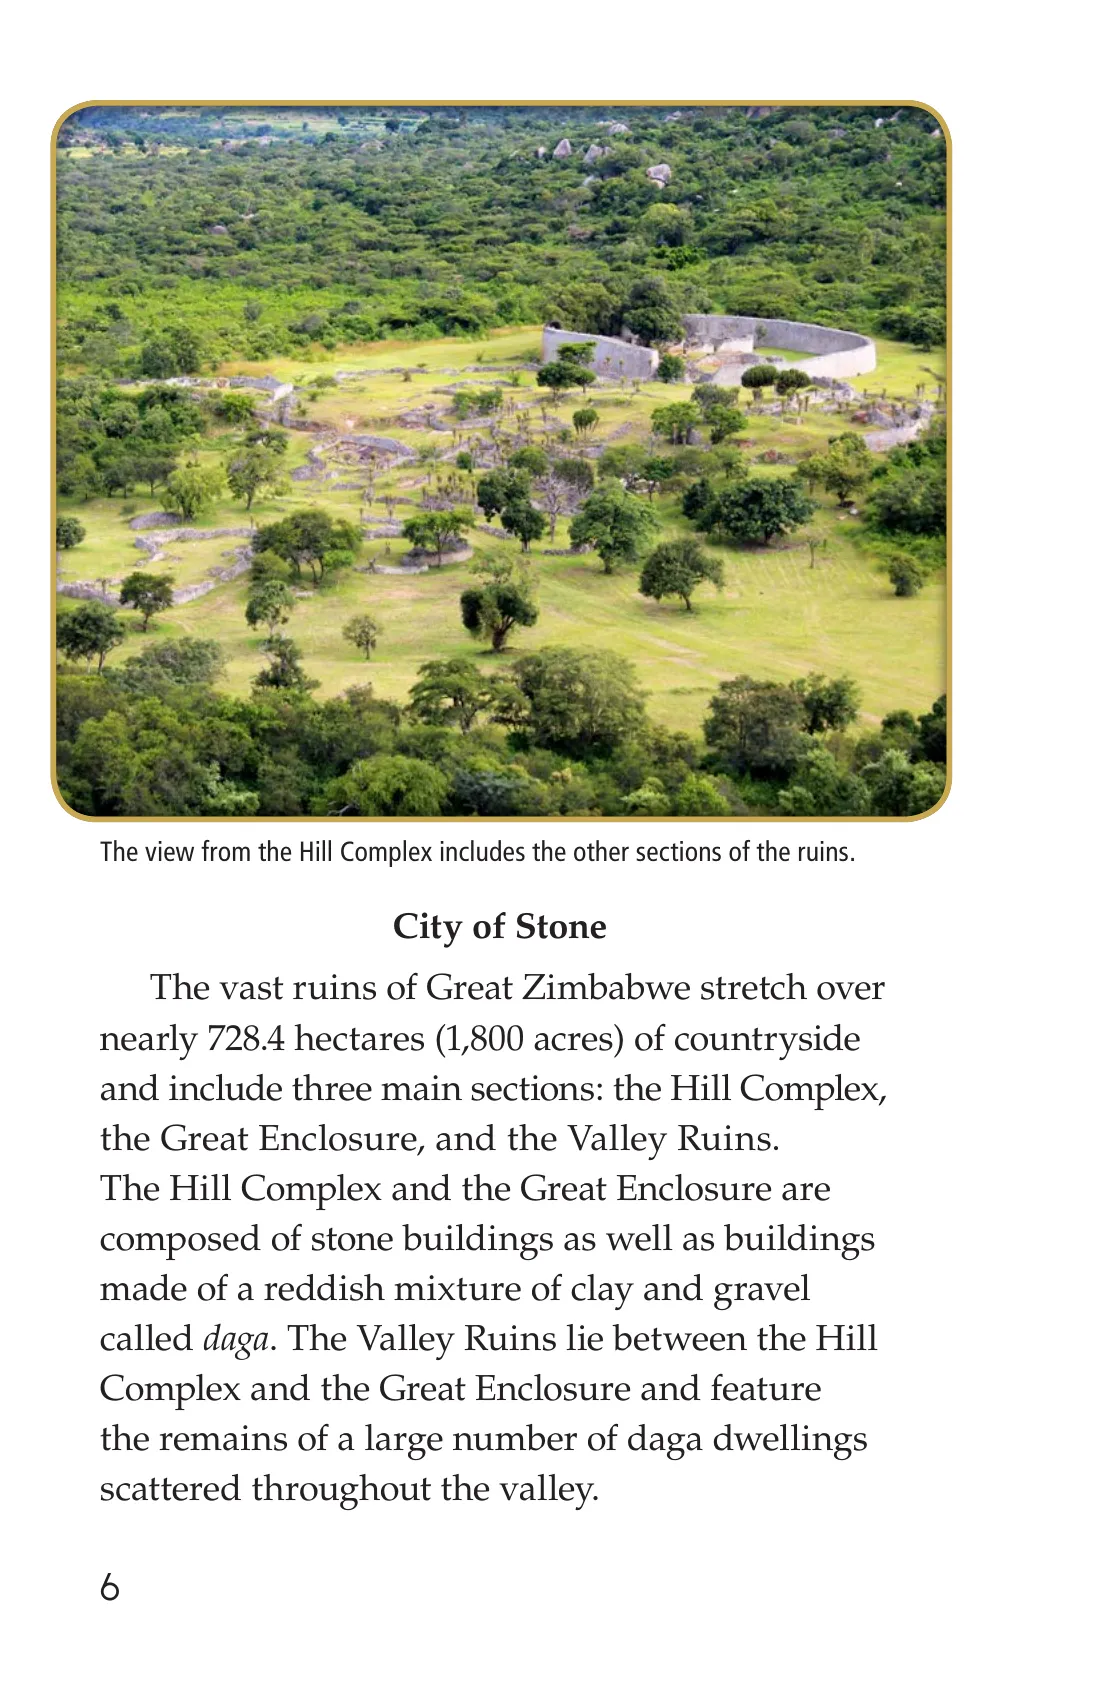 The view from the Hill Complex includes the other sections of the ruins.
City of Stone
The vast ruins of Great Zimbabwe stretch over
nearly 728.4 hectares (1,800 acres) of countryside
and include three main sections: the Hill Complex,
the Great Enclosure, and the Valley Ruins.
The Hill Complex and the Great Enclosure are
composed of stone buildings as well as buildings
made of a reddish mixture of clay and gravel
called daga. The Valley Ruins lie between the Hill
Complex and the Great Enclosure and feature
the remains of a large number of daga dwellings
scattered throughout the valley.
6